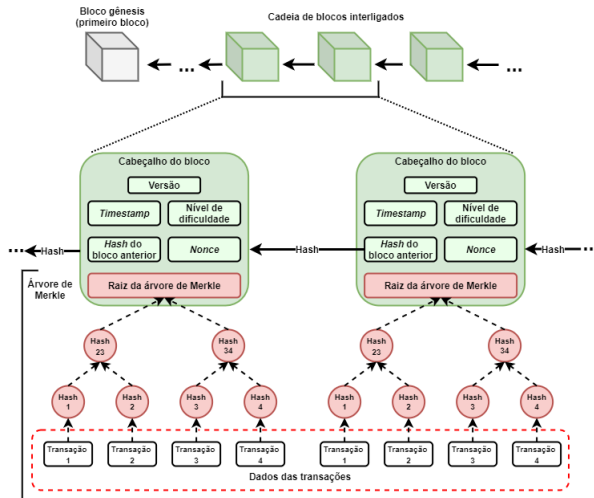 Bloco gênesis
(primeiro bloco)
Cadeia de blocos interligados
...
...
Cabeçalho do bloco
Versão
Timestamp
Nível de
dificuldade
Hash do
bloco anterior
Nonce
Raiz da árvore de Merkle
Cabeçalho do bloco
Versão
Timestamp
Nível de
dificuldade
Hash do
bloco anterior
Nonce
Raiz da árvore de Merkle
...
Hash
Hash
Hash
...
Árvore de
Merkle
Hash
23
Hash
34
Hash
23
Hash
34
Hash
1
Hash
2
Hash
3
Hash
4
Hash
1
Hash
2
Hash
3
Hash
4
Transação
1
Transação
2
Transação
3
Transação
4
Transação
1
Transação
2
Transação
3
Transação
4
Dados das transações